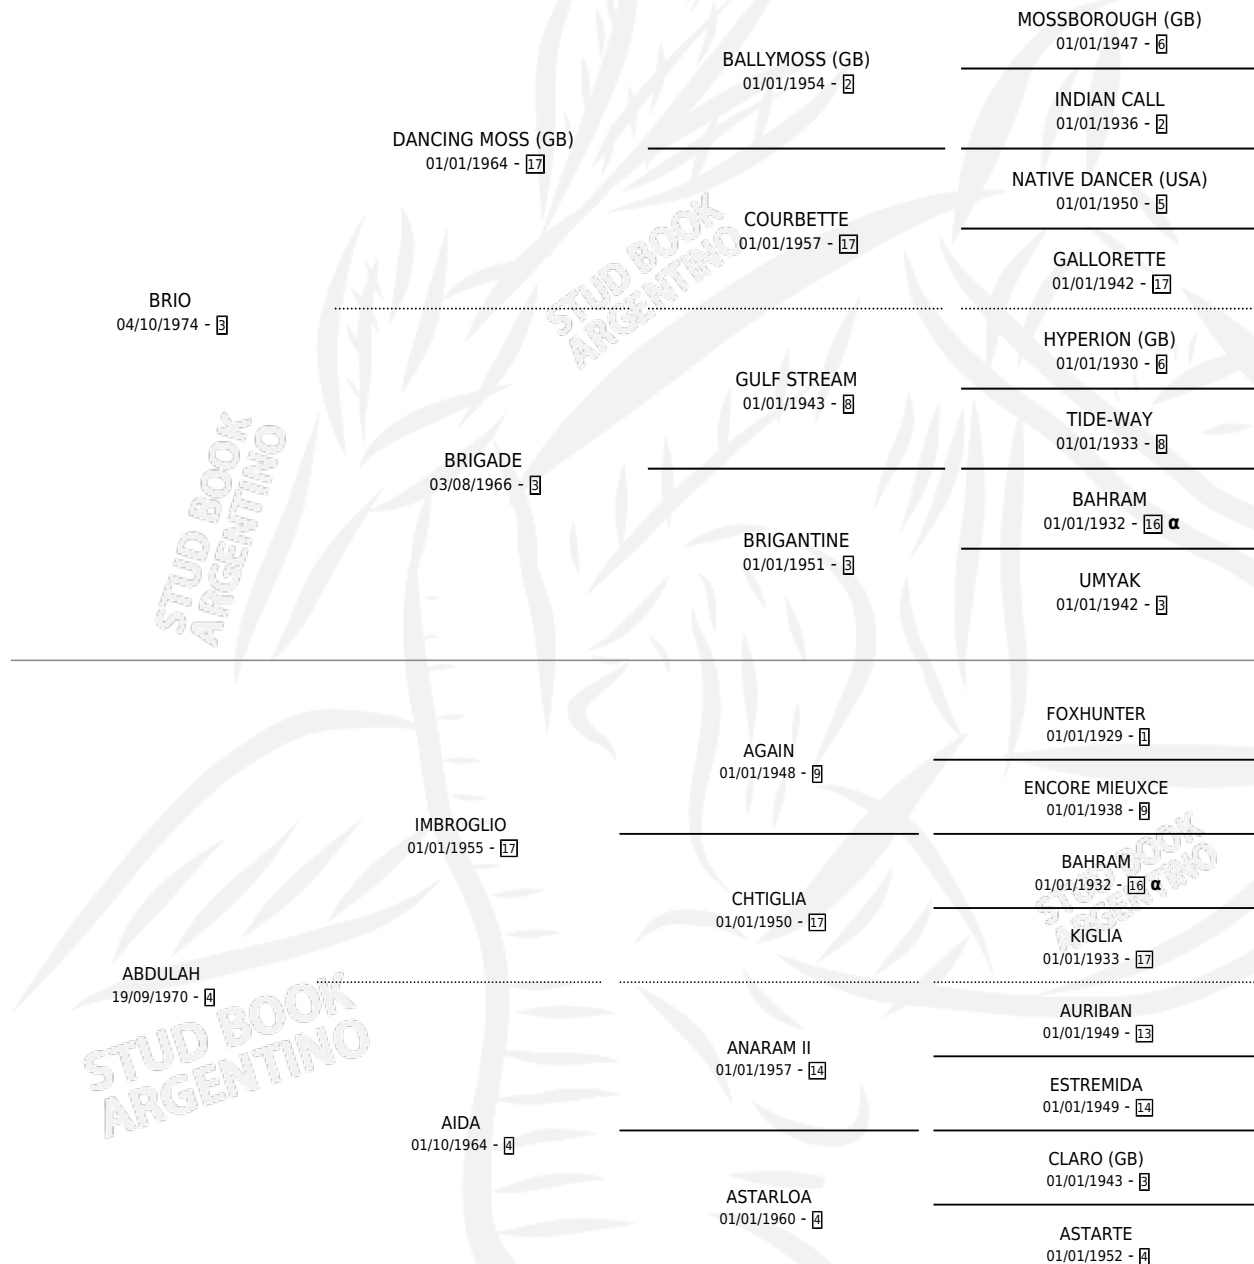 MOSSBOROUGH (GB)
01/01/1947 - 6
BALLYMOSS (GB)
01/01/1954 - 2
INDIAN CALL
01/01/1936 - 2
DANCING MOSS (GB)
01/01/1964 - 17
NATIVE DANCER (USA)
01/01/1950 - 5
COURBETTE
01/01/1957 - 17
GALLORETTE
01/01/1942 - 17
BRIO
04/10/1974 - 3
HYPERION (GB)
01/01/1930 - 6
GULF STREAM
01/01/1943 - 8
TIDE-WAY
01/01/1933 - 8
BRIGADE
03/08/1966 - 3
BAHRAM
01/01/1932 - 16 α
BRIGANTINE
01/01/1951 - 3
UMYAK
01/01/1942 - 3
STUD BOOK
ARGENTINO
STUD BOOK
ARGENTINO
FOXHUNTER
01/01/1929 - 1
AGAIN
01/01/1948 - 9
ENCORE MIEUXCE
01/01/1938 - 9
IMBROGLIO
01/01/1955 - 17
BAHRAM
01/01/1932 - 16 α
CHTIGLIA
01/01/1950 - 17
KIGLIA
01/01/1933 - 17
ABDULAH
19/09/1970 - 4
AURIBAN
01/01/1949 - 13
ANARAM II
01/01/1957 - 14
ESTREMIDA
01/01/1949 - 14
AIDA
01/10/1964 - 4
CLARO (GB)
01/01/1943 - 3
ASTARLOA
01/01/1960 - 4
ASTARTE
01/01/1952 - 4
STUD BOOK
ARGENTINO
STUD BOOK
ARGENTINO